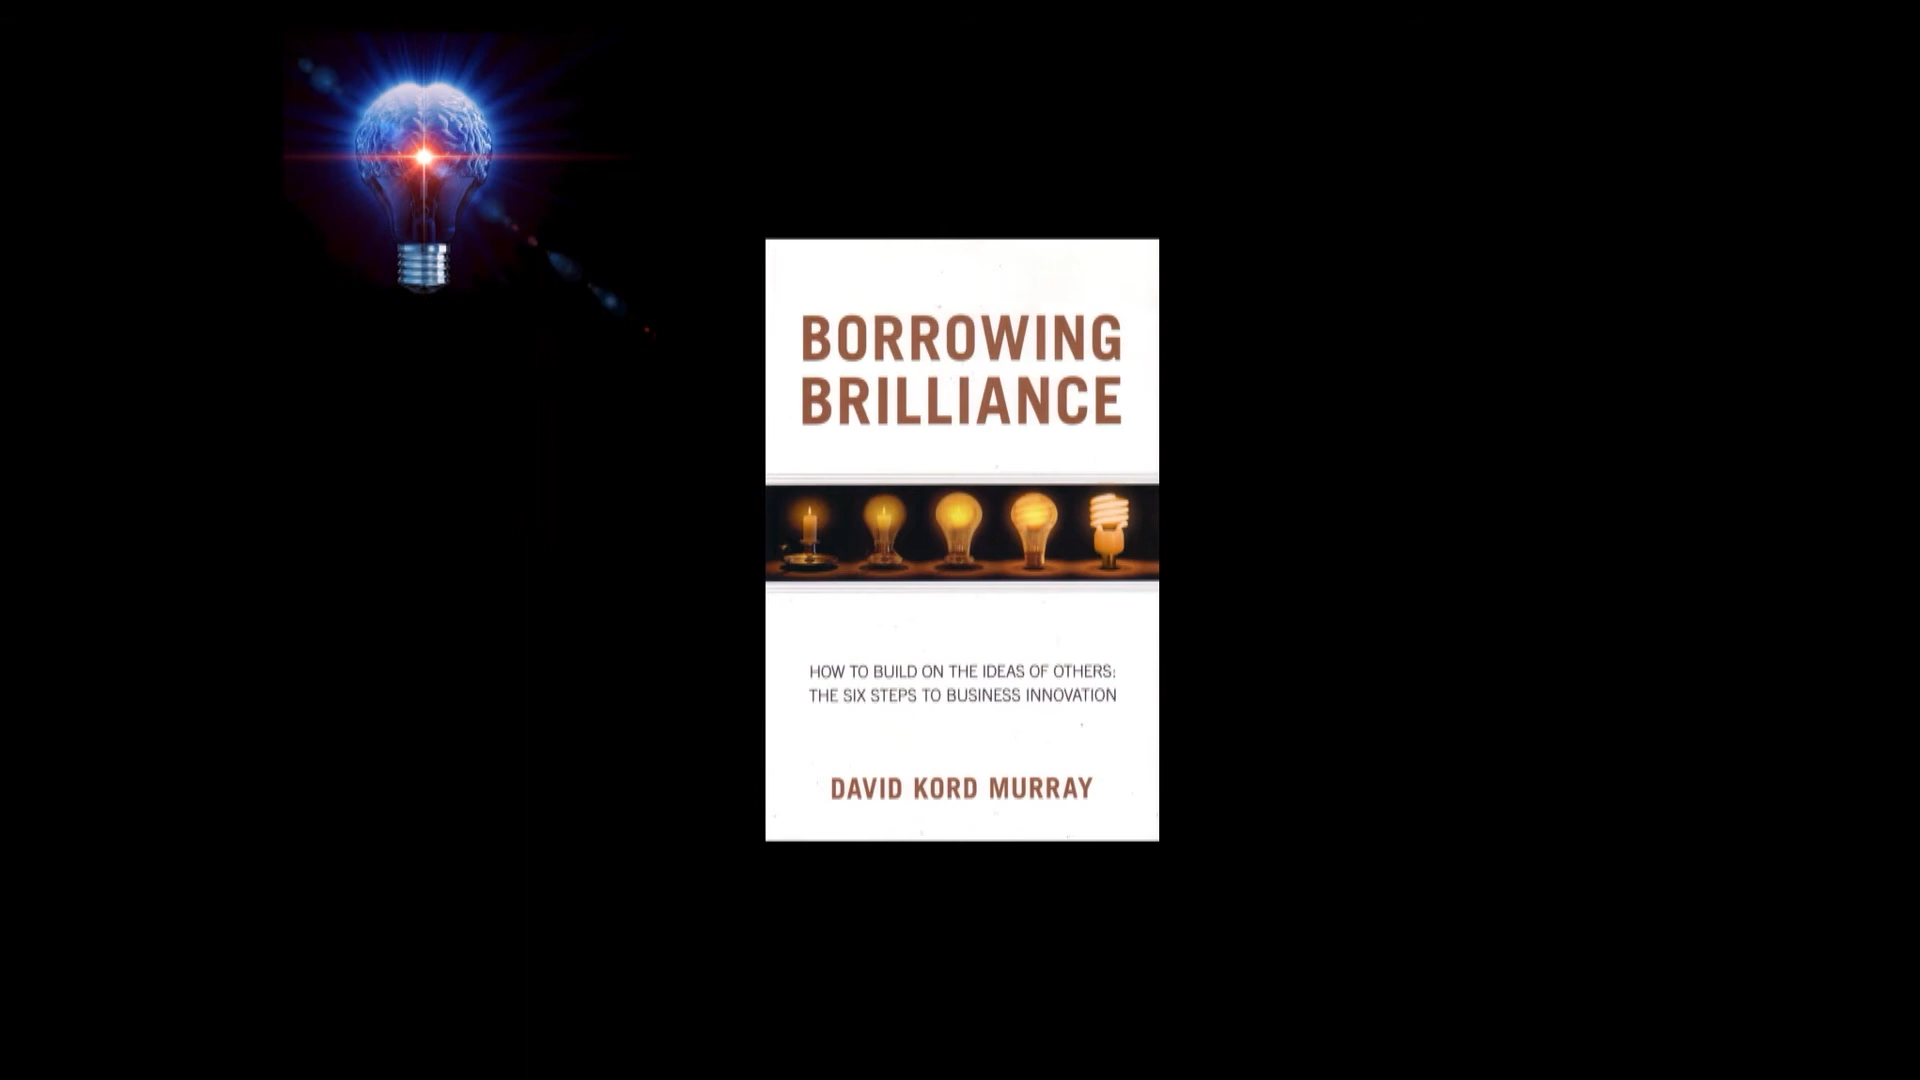 BORROWING
BRILLIANCE
HOW TO BUILD ON THE IDEAS OF OTHERS:
THE SIX STEPS TO BUSINESS INNOVATION
DAVID KORD MURRAY